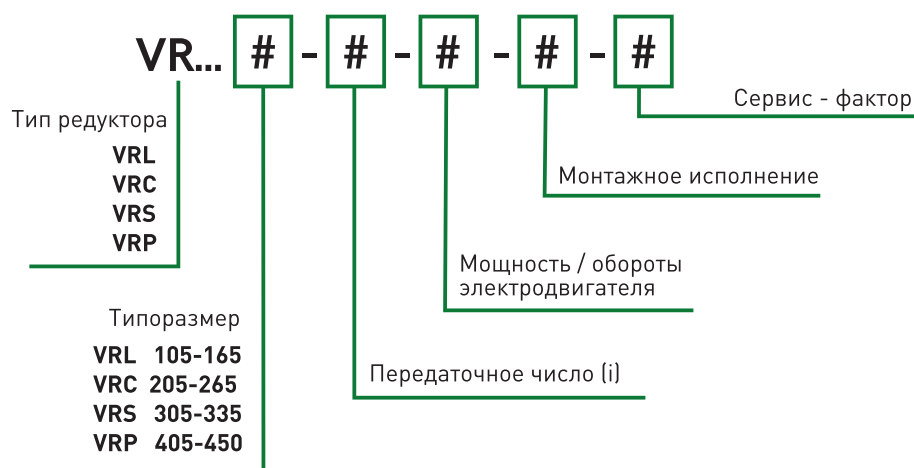 VR... # - # - # - # - #
Сервис - фактор
Тип редуктора
VRL
VRC
VRS
VRP
Монтажное исполнение
Мощность / обороты
электродвигателя
Типоразмер
VRL 105-165
VRC 205-265
VRS 305-335
VRP 405-450
Передаточное число (i)